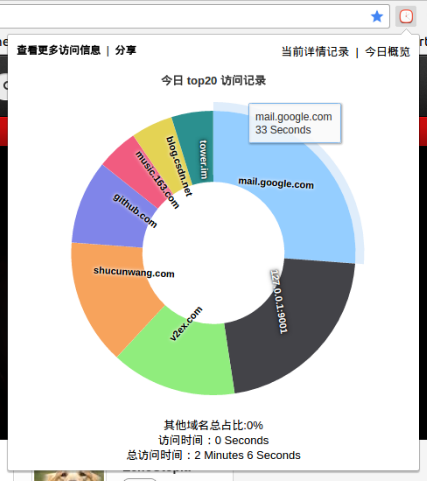 查看更多访问信息 | 分享
当前详情记录 | 今日概览
今日 top20 访问记录
mail.google.com
33 Seconds
mail.google.com
127.0.0.1:9001
v2ex.com
shucunwang.com
github.com
music.163.com
blog.csdn.net
tower.im
其他域名总占比:0%
访问时间：0 Seconds
总访问时间：2 Minutes 6 Seconds